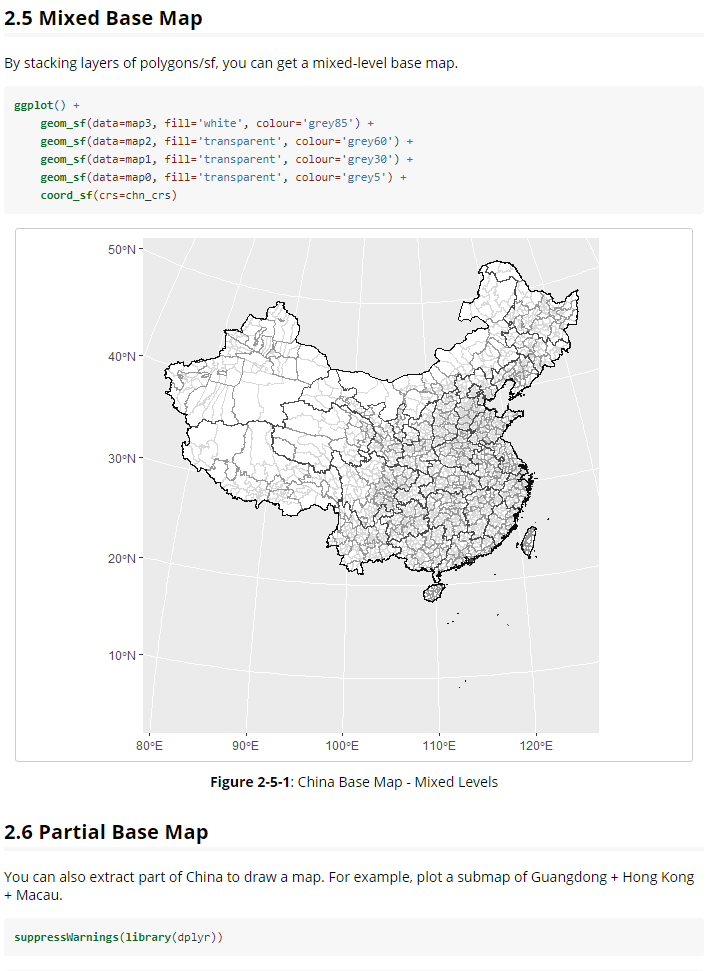 2.5 Mixed Base Map
By stacking layers of polygons/sf, you can get a mixed-level base map.
ggplot() +
    geom_sf(data=map3, fill='white', colour='grey85') +
    geom_sf(data=map2, fill='transparent', colour='grey60') +
    geom_sf(data=map1, fill='transparent', colour='grey30') +
    geom_sf(data=map0, fill='transparent', colour='grey5') +
    coord_sf(crs=chn_crs)
50°N
40°N
30°N
20°N
10°N
80°E 90°E 100°E 110°E 120°E
Figure 2-5-1: China Base Map - Mixed Levels
2.6 Partial Base Map
You can also extract part of China to draw a map. For example, plot a submap of Guangdong + Hong Kong
+ Macau.
suppressWarnings(library(dplyr))